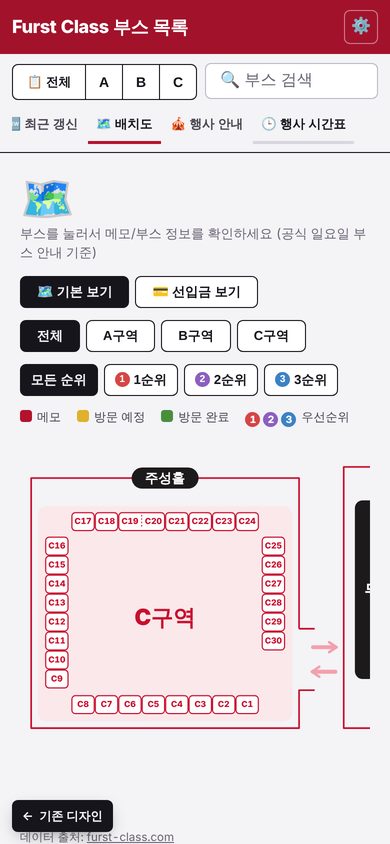 Furst Class 부스 목록
전체 A B C 부스 검색
최근 갱신 배치도 행사 안내 행사 시간표
부스를 눌러서 메모/부스 정보를 확인하세요 (공식 일요일 부
스 안내 기준)
기본 보기 선입금 보기
전체 A구역 B구역 C구역
모든 순위 1 1순위 2 2순위 3 3순위
메모 방문 예정 방문 완료 1 2 3 우선순위
주성홀
C17 C18 C19 C20 C21 C22 C23 C24
C16 C25
C15 C26
C14 C27
C13 C28
C12 C29
C11 C30
C10
C9
C구역
C8 C7 C6 C5 C4 C3 C2 C1
← 기존 디자인
데이터 출처: furst-class.com